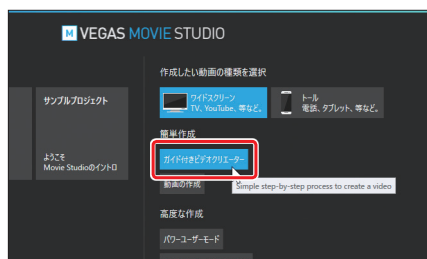 M VEGAS MOVIE STUDIO
作成したい動画の種類を選択
サンプルプロジェクト
ようこそ
Movie Studioのイントロ
ワイドスクリーン
TV、YouTube、等など。
トール
電話、タブレット、等など。
簡単作成
ガイド付きビデオクリエーター
動画の作成
Simple step-by-step process to create a video
高度な作成
パワーユーザーモード